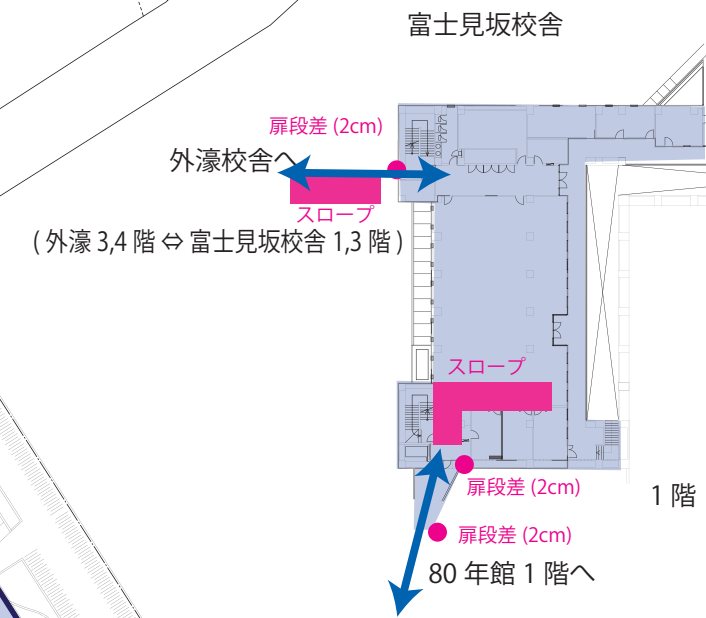 富士見坂校舎
扉段差 (2cm)
外濠校舎へ
スロープ
( 外濠 3,4 階 ⇔ 富士見坂校舎 1,3 階 )
スロープ
扉段差 (2cm)
1 階
扉段差 (2cm)
80 年館 1 階へ